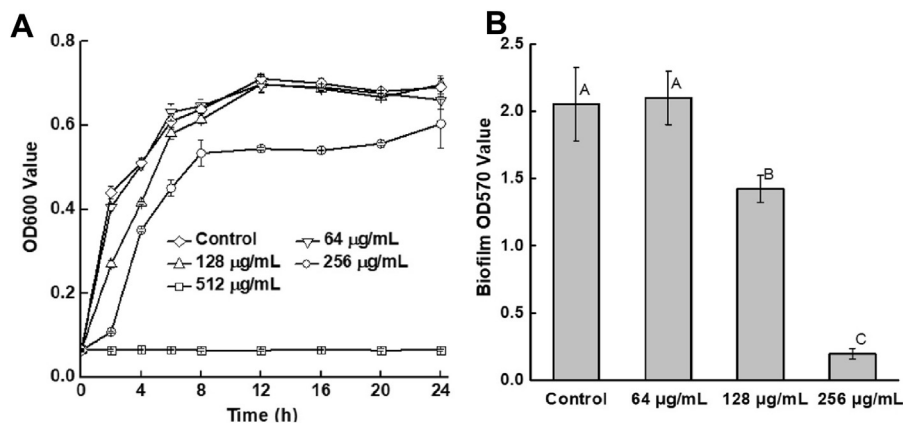 A
OD600 Value
0.8
0.6
0.4
0.2
0.0
Control
64 µg/mL
128 µg/mL
256 µg/mL
512 µg/mL
0 4 8 12 16 20 24
Time (h)
B
Biofilm OD570 Value
2.5
2.0
1.5
1.0
0.5
0.0
A
A
B
C
Control 64 µg/mL 128 µg/mL 256 µg/mL